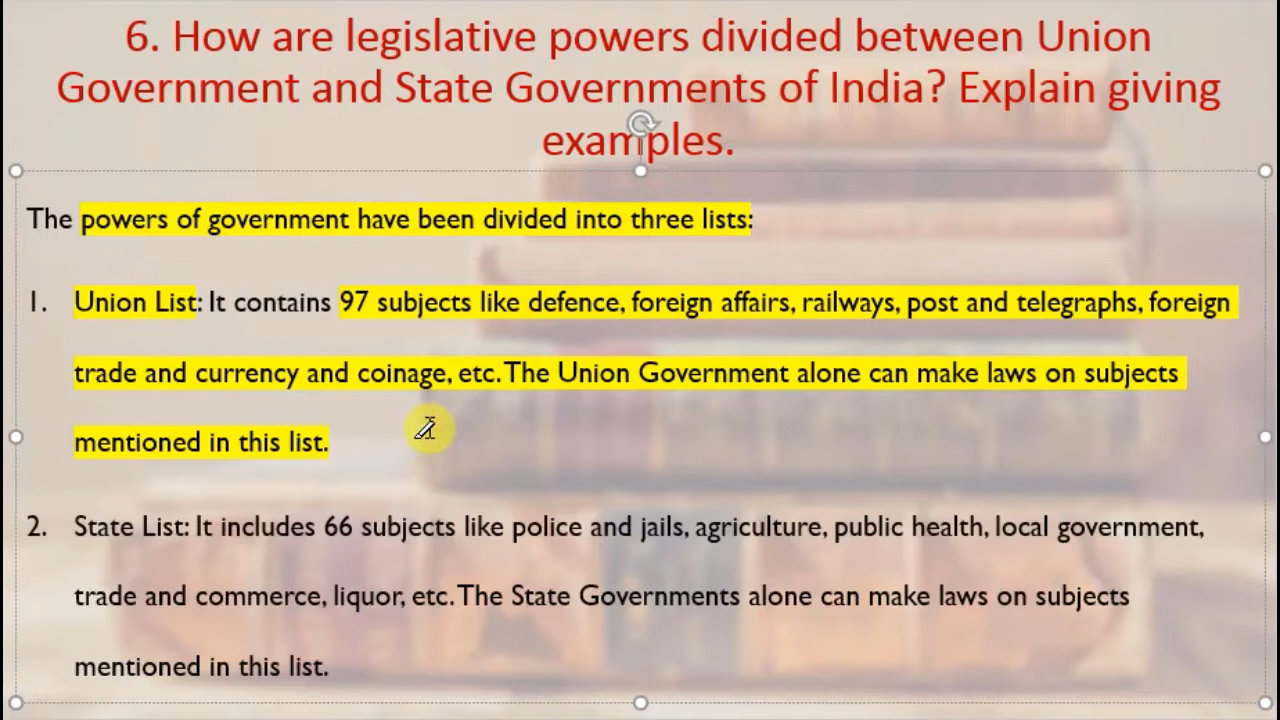 6. How are legislative powers divided between Union
Government and State Governments of India? Explain giving
examples.
The powers of government have been divided into three lists:
1. Union List: It contains 97 subjects like defence, foreign affairs, railways, post and telegraphs, foreign
trade and currency and coinage, etc. The Union Government alone can make laws on subjects
mentioned in this list.
2. State List: It includes 66 subjects like police and jails, agriculture, public health, local government,
trade and commerce, liquor, etc. The State Governments alone can make laws on subjects
mentioned in this list.